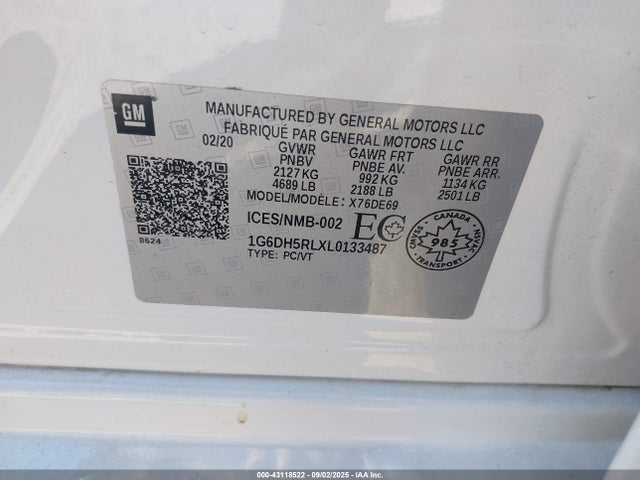 GM
MANUFACTURED BY GENERAL MOTORS LLC
FABRIQUÉ PAR GENERAL MOTORS LLC
02/20
GVWR GAWR FRT GAWR RR
PNBV PNBE AV. PNBE ARR.
2127 KG 992 KG 1134 KG
4689 LB 2188 LB 2501 LB
MODEL/MODÈLE: X76DE69
8624
ICES/NMB-002 EC
1G6DH5RLXL0133487
TYPE: PC/VT
CANADA
985
TRANSPORT
000-43118522 - 09/02/2025 - IAA Inc. Copyright